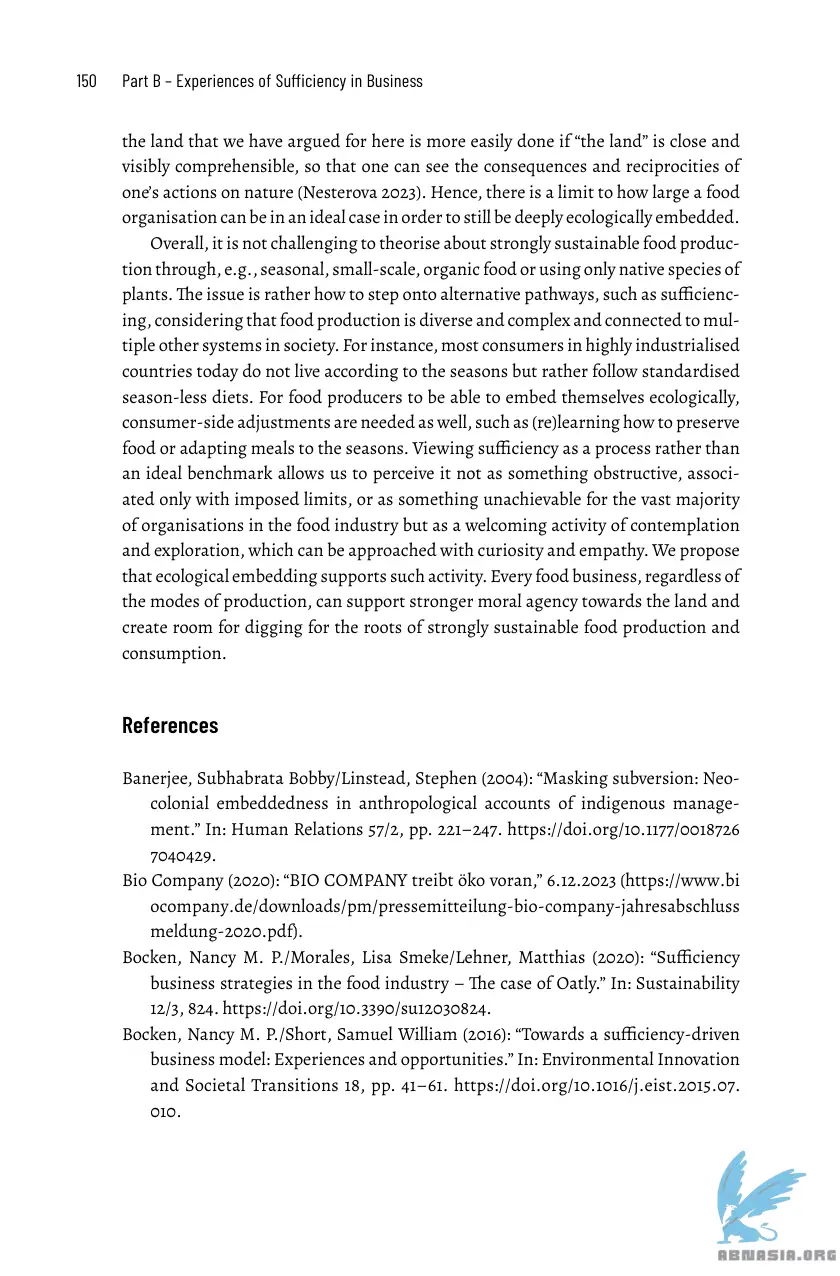 150 Part B – Experiences of Sufficiency in Business
the land that we have argued for here is more easily done if “the land” is close and
visibly comprehensible, so that one can see the consequences and reciprocities of
one’s actions on nature (Nesterova 2023). Hence, there is a limit to how large a food
organisation can be in an ideal case in order to still be deeply ecologically embedded.
Overall, it is not challenging to theorise about strongly sustainable food produc-
tion through, e.g., seasonal, small-scale, organic food or using only native species of
plants. The issue is rather how to step onto alternative pathways, such as sufficienc-
ing, considering that food production is diverse and complex and connected to mul-
tiple other systems in society. For instance, most consumers in highly industrialised
countries today do not live according to the seasons but rather follow standardised
season-less diets. For food producers to be able to embed themselves ecologically,
consumer-side adjustments are needed as well, such as (re)learning how to preserve
food or adapting meals to the seasons. Viewing sufficiency as a process rather than
an ideal benchmark allows us to perceive it not as something obstructive, associ-
ated only with imposed limits, or as something unachievable for the vast majority
of organisations in the food industry but as a welcoming activity of contemplation
and exploration, which can be approached with curiosity and empathy. We propose
that ecological embedding supports such activity. Every food business, regardless of
the modes of production, can support stronger moral agency towards the land and
create room for digging for the roots of strongly sustainable food production and
consumption.
References
Banerjee, Subhabrata Bobby/Linstead, Stephen (2004): “Masking subversion: Neo-
colonial embeddedness in anthropological accounts of indigenous manage-
ment.” In: Human Relations 57/2, pp. 221–247. https://doi.org/10.1177/0018726
7040429.
Bio Company (2020): “BIO COMPANY treibt öko voran,” 6.12.2023 (https://www.bi
ocompany.de/downloads/pm/pressemitteilung-bio-company-jahresabschluss
meldung-2020.pdf).
Bocken, Nancy M. P./Morales, Lisa Smeke/Lehner, Matthias (2020): “Sufficiency
business strategies in the food industry – The case of Oatly.” In: Sustainability
12/3, 824. https://doi.org/10.3390/su12030824.
Bocken, Nancy M. P./Short, Samuel William (2016): “Towards a sufficiency-driven
business model: Experiences and opportunities.” In: Environmental Innovation
and Societal Transitions 18, pp. 41–61. https://doi.org/10.1016/j.eist.2015.07.
010.
ABNASIA.ORG